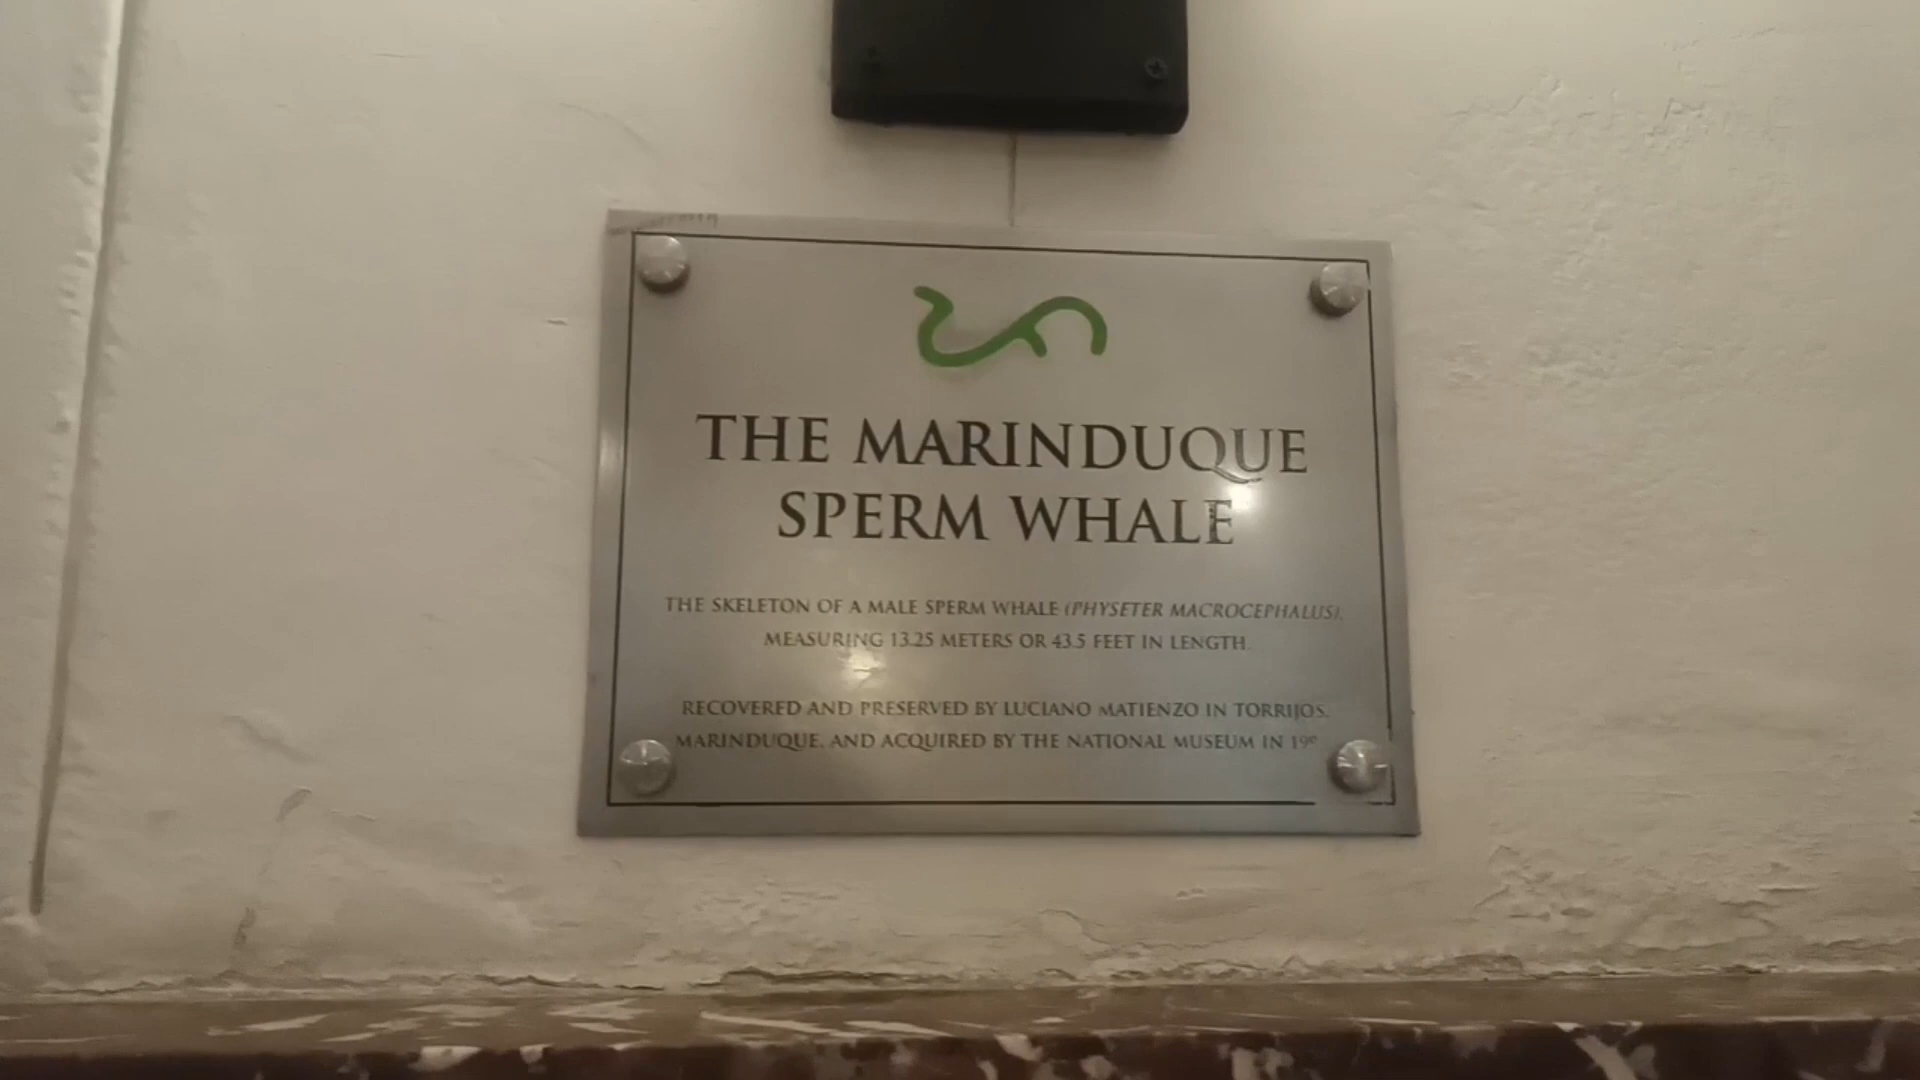 THE MARINDUQUE
SPERM WHALE
THE SKELETON OF A MALE SPERM WHALE (PHYSETER MACROCEPHALUS),
MEASURING 13.25 METERS OR 43.5 FEET IN LENGTH.
RECOVERED AND PRESERVED BY LUCIANO MATIENZO IN TORRIJOS,
MARINDUQUE, AND ACQUIRED BY THE NATIONAL MUSEUM IN